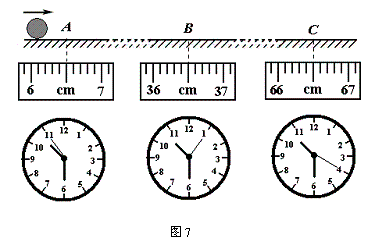 A B C
6 cm 7
36 cm 37
66 cm 67
12 1 2 3 4 5 6 7 8 9 10 11
12 1 2 3 4 5 6 7 8 9 10 11
12 1 2 3 4 5 6 7 8 9 10 11
图7